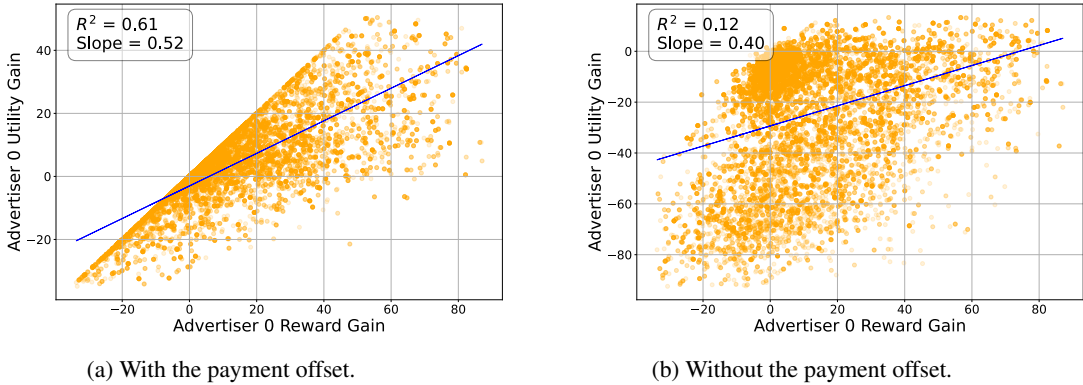 R² = 0.61
Slope = 0.52
Advertiser 0 Utility Gain
40
20
0
−20
−20
0
20
40
60
80
Advertiser 0 Reward Gain
(a) With the payment offset.
R² = 0.12
Slope = 0.40
Advertiser 0 Utility Gain
0
−20
−40
−60
−80
−20
0
20
40
60
80
Advertiser 0 Reward Gain
(b) Without the payment offset.